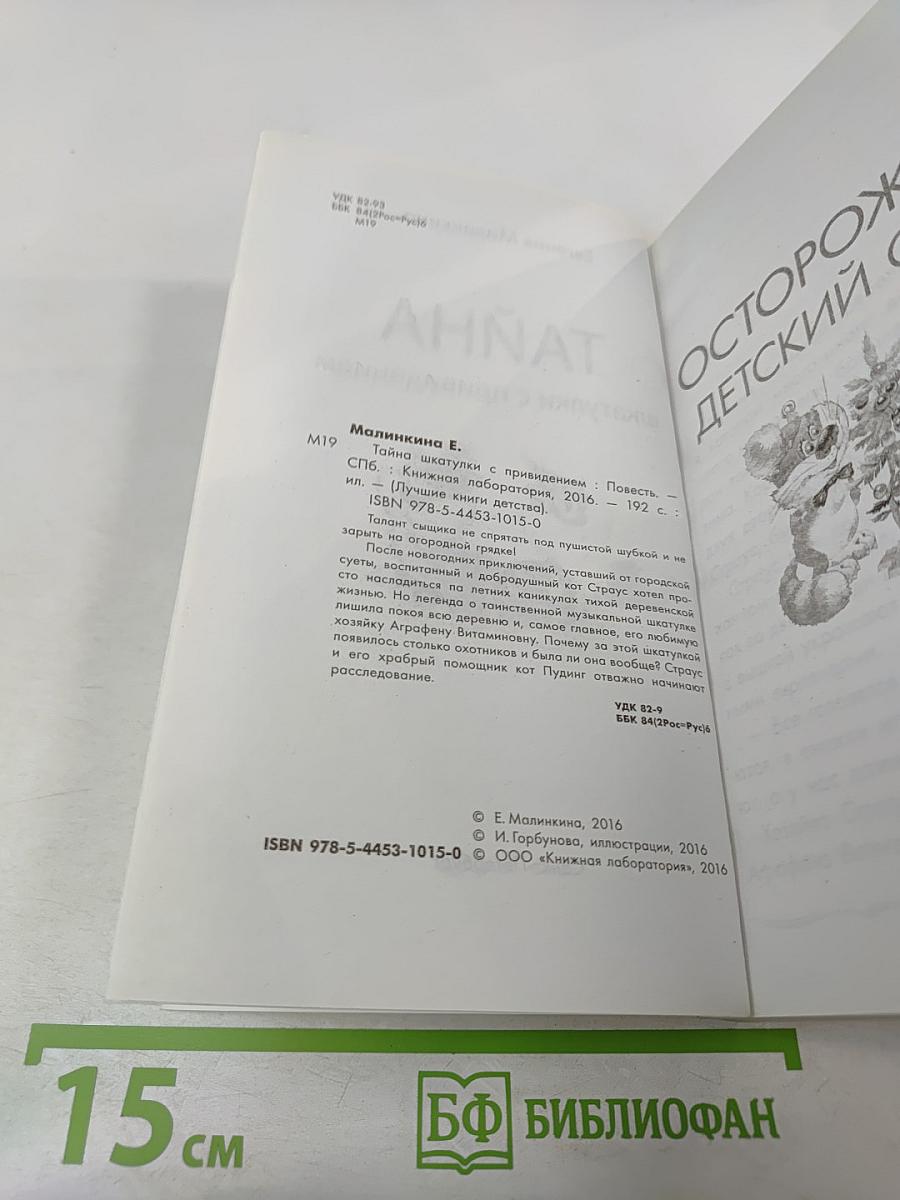 УДК 82-93
ББК 84(2Рос=Рус)6
М19
Малинкина Е.
М19 Тайна шкатулки с привидением : Повесть. —
СПб. : Книжная лаборатория, 2016. — 192 с. :
ил. — (Лучшие книги детства).
ISBN 978-5-4453-1015-0
Талант сыщика не спрятать под пушистой шубкой и не
зарыть на огородной грядке!
После новогодних приключений, уставший от городской
суеты, воспитанный и добродушный кот Страус хотел про-
сто насладиться па летних каникулах тихой деревенской
жизнью. Но легенда о таинственной музыкальной шкатулке
лишила покоя всю деревню и, самое главное, его любимую
хозяйку Аграфену Витаминовну. Почему за этой шкатулкой
появилось столько охотников и была ли она вообще? Страус
и его храбрый помощник кот Пудинг отважно начинают
расследование.
УДК 82-9
ББК 84(2Рос=Рус)6
© Е. Малинкина, 2016
© И. Горбунова, иллюстрации, 2016
ISBN 978-5-4453-1015-0 © ООО «Книжная лаборатория», 2016
ОСТОРОЖ
ДЕТСКИЙ С
15 см
БФ БИБЛИОФАН